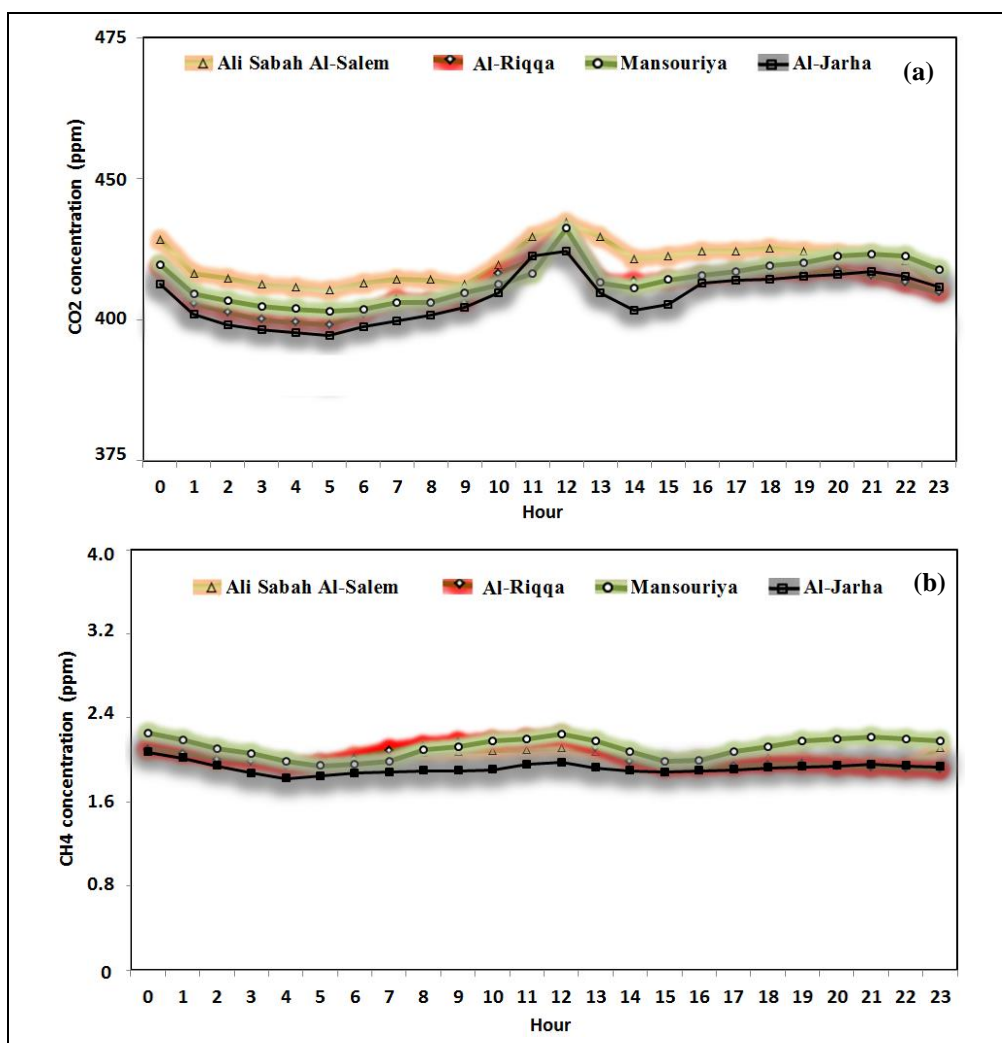 475
Ali Sabah Al-Salem Al-Riqqa Mansouriya Al-Jarha (a)
450
CO2 concentration (ppm)
400
375
0 1 2 3 4 5 6 7 8 9 10 11 12 13 14 15 16 17 18 19 20 21 22 23
Hour
4.0
Ali Sabah Al-Salem Al-Riqqa Mansouriya Al-Jarha (b)
3.2
2.4
CH4 concentration (ppm)
1.6
0.8
0
0 1 2 3 4 5 6 7 8 9 10 11 12 13 14 15 16 17 18 19 20 21 22 23
Hour